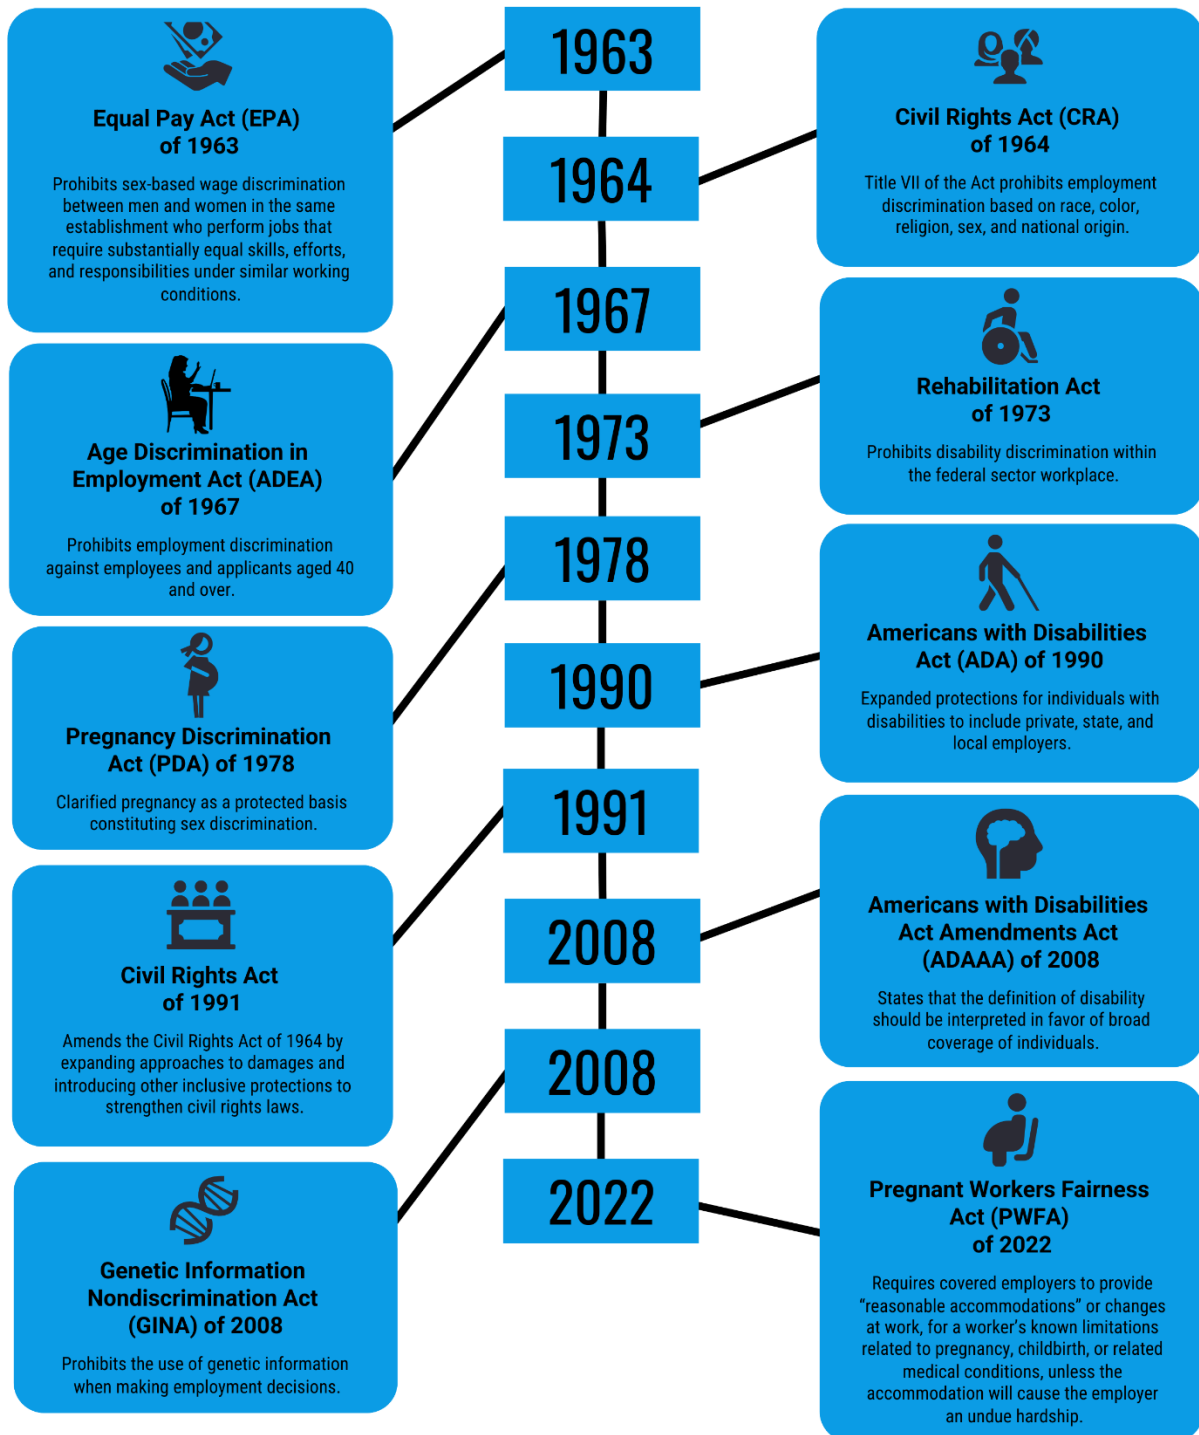 1963
Equal Pay Act (EPA)
of 1963
Prohibits sex-based wage discrimination
between men and women in the same
establishment who perform jobs that
require substantially equal skills, efforts,
and responsibilities under similar working
conditions.
1964
Civil Rights Act (CRA)
of 1964
Title VII of the Act prohibits employment
discrimination based on race, color,
religion, sex, and national origin.
1967
Age Discrimination in
Employment Act (ADEA)
of 1967
Prohibits employment discrimination
against employees and applicants aged 40
and over.
1973
Rehabilitation Act
of 1973
Prohibits disability discrimination within
the federal sector workplace.
1978
Pregnancy Discrimination
Act (PDA) of 1978
Clarified pregnancy as a protected basis
constituting sex discrimination.
1990
Americans with Disabilities
Act (ADA) of 1990
Expanded protections for individuals with
disabilities to include private, state, and
local employers.
1991
Civil Rights Act
of 1991
Amends the Civil Rights Act of 1964 by
expanding approaches to damages and
introducing other inclusive protections to
strengthen civil rights laws.
2008
Americans with Disabilities
Act Amendments Act
(ADAAA) of 2008
States that the definition of disability
should be interpreted in favor of broad
coverage of individuals.
2008
Genetic Information
Nondiscrimination Act
(GINA) of 2008
Prohibits the use of genetic information
when making employment decisions.
2022
Pregnant Workers Fairness
Act (PWFA)
of 2022
Requires covered employers to provide
“reasonable accommodations” or changes
at work, for a worker’s known limitations
related to pregnancy, childbirth, or related
medical conditions, unless the
accommodation will cause the employer
an undue hardship.